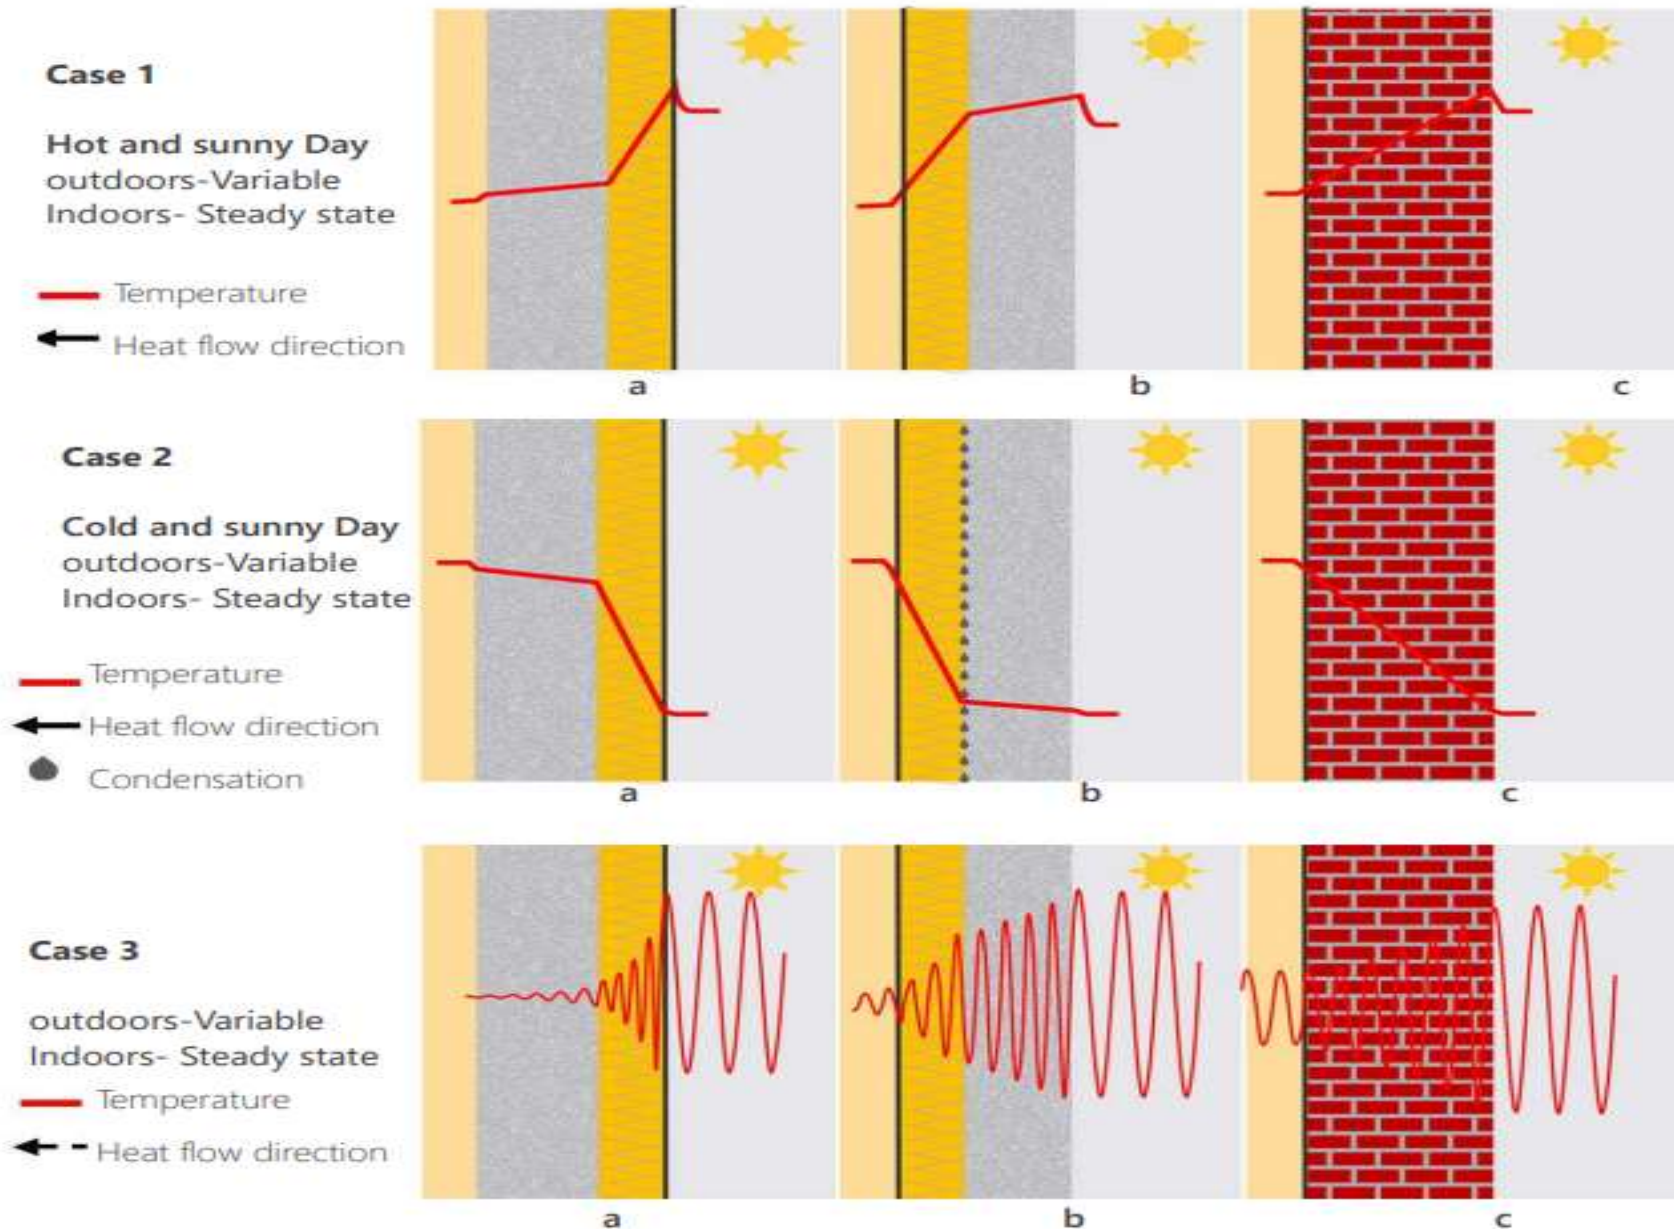 Case 1
Hot and sunny Day
outdoors-Variable
Indoors- Steady state
Temperature
Heat flow direction
a
b
c
Case 2
Cold and sunny Day
outdoors-Variable
Indoors- Steady state
Temperature
Heat flow direction
Condensation
a
b
c
Case 3
outdoors-Variable
Indoors- Steady state
Temperature
Heat flow direction
a
b
c